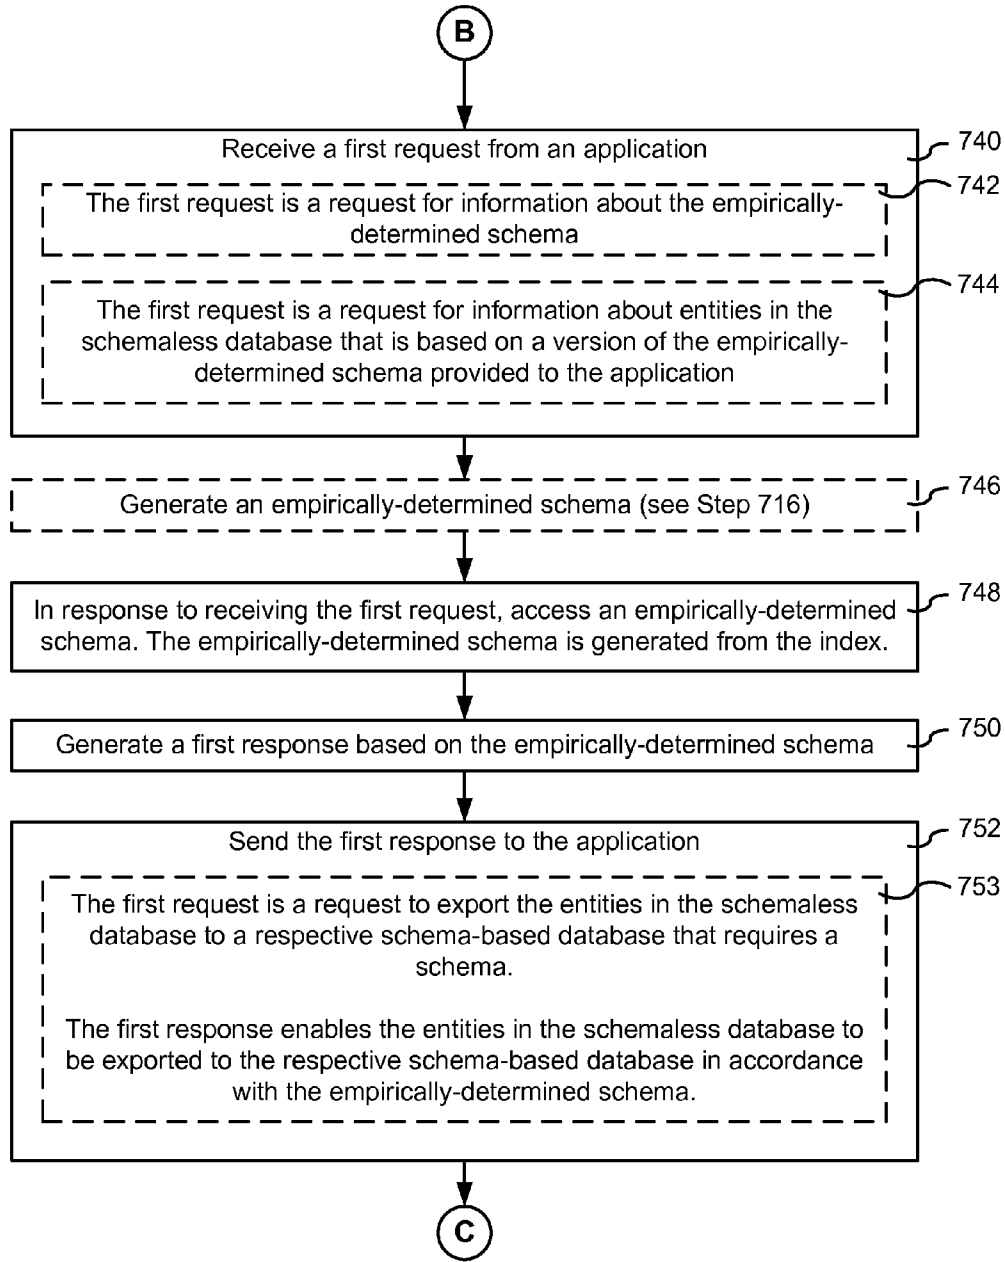 B
Receive a first request from an application
740
742
The first request is a request for information about the empirically-
determined schema
744
The first request is a request for information about entities in the
schemaless database that is based on a version of the empirically-
determined schema provided to the application
746
Generate an empirically-determined schema (see Step 716)
748
In response to receiving the first request, access an empirically-determined
schema. The empirically-determined schema is generated from the index.
750
Generate a first response based on the empirically-determined schema
752
Send the first response to the application
753
The first request is a request to export the entities in the schemaless
database to a respective schema-based database that requires a
schema.
The first response enables the entities in the schemaless database to
be exported to the respective schema-based database in accordance
with the empirically-determined schema.
C